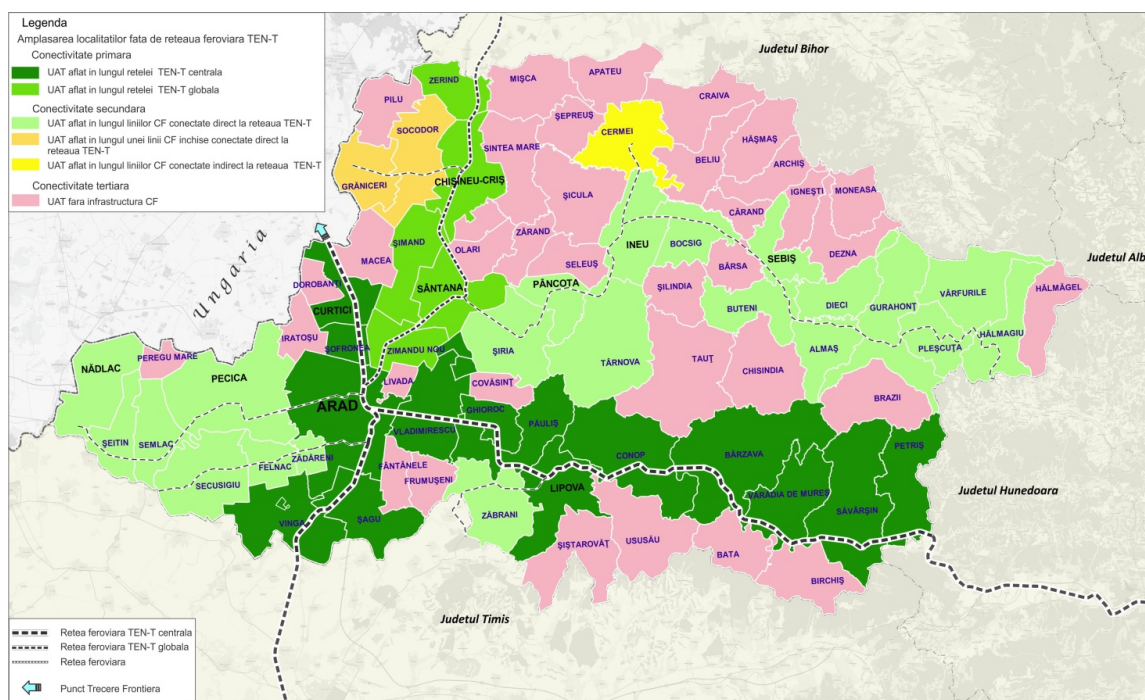 Legenda
Amplasarea localitatilor fata de reteaua feroviara TEN-T
Conectivitate primara
UAT aflat in lungul retelei TEN-T centrala
UAT aflat in lungul retelei TEN-T globala
Conectivitate secundara
UAT aflat in lungul liniilor CF conectate direct la reteaua TEN-T
UAT aflat in lungul unei linii CF inchise conectate direct la
reteaua TEN-T
UAT aflat in lungul liniilor CF conectate indirect la reteaua TEN-T
Conectivitate tertiara
UAT fara infrastructura CF
Judetul Bihor
ZERIND
MIŞCA
APATEU
PILU
CRAIVA
SOCODOR
ŞEPREUŞ
CERMEI
HĂŞMAŞ
SINTEA MARE
BELIU
ARCHIŞ
GRĂNICERI
CHIŞINEU-CRIŞ
ŞICULA
IGNEŞTI
MONEASA
CĂRAND
Ungaria
ŞIMAND
ZĂRAND
OLARI
INEU
BOCSIG
MACEA
SELEUŞ
BÂRSA
SEBIŞ
DEZNA
Judetul Alb
DOROBANŢI
SÂNTANA
PÂNCOTA
ŞILINDIA
HĂLMĂGEL
VÂRFURILE
CURTICI
BUTENI
DIECI
GURAHONŢ
IRATOŞU
ŞOFRONEA
ZIMANDU NOU
ŞIRIA
HĂLMAGIU
PEREGU MARE
ALMAŞ
PLEŞCUŢA
NĂDLAC
TÂRNOVA
TAUŢ
PECICA
CHISINDIA
LIVADA
COVĂSINŢ
BRAZII
ARAD
GHIOROC
PĂULIŞ
VLADIMIRESCU
ŞEITIN
SEMLAC
PETRIŞ
CONOP
BÂRZAVA
ZĂDĂRENI
FELNAC
FÂNTÂNELE
SECUSIGIU
FRUMUŞENI
LIPOVA
Judetul Hunedoara
VĂRĂDIA DE MUREŞ
SĂVÂRŞIN
ZĂBRANI
ŞAGU
VINGA
ŞIŞTAROVĂŢ
USUSĂU
BATA
BIRCHIŞ
Judetul Timis
Retea feroviara TEN-T centrala
Retea feroviara TEN-T globala
Retea feroviara
Punct Trecere Frontiera